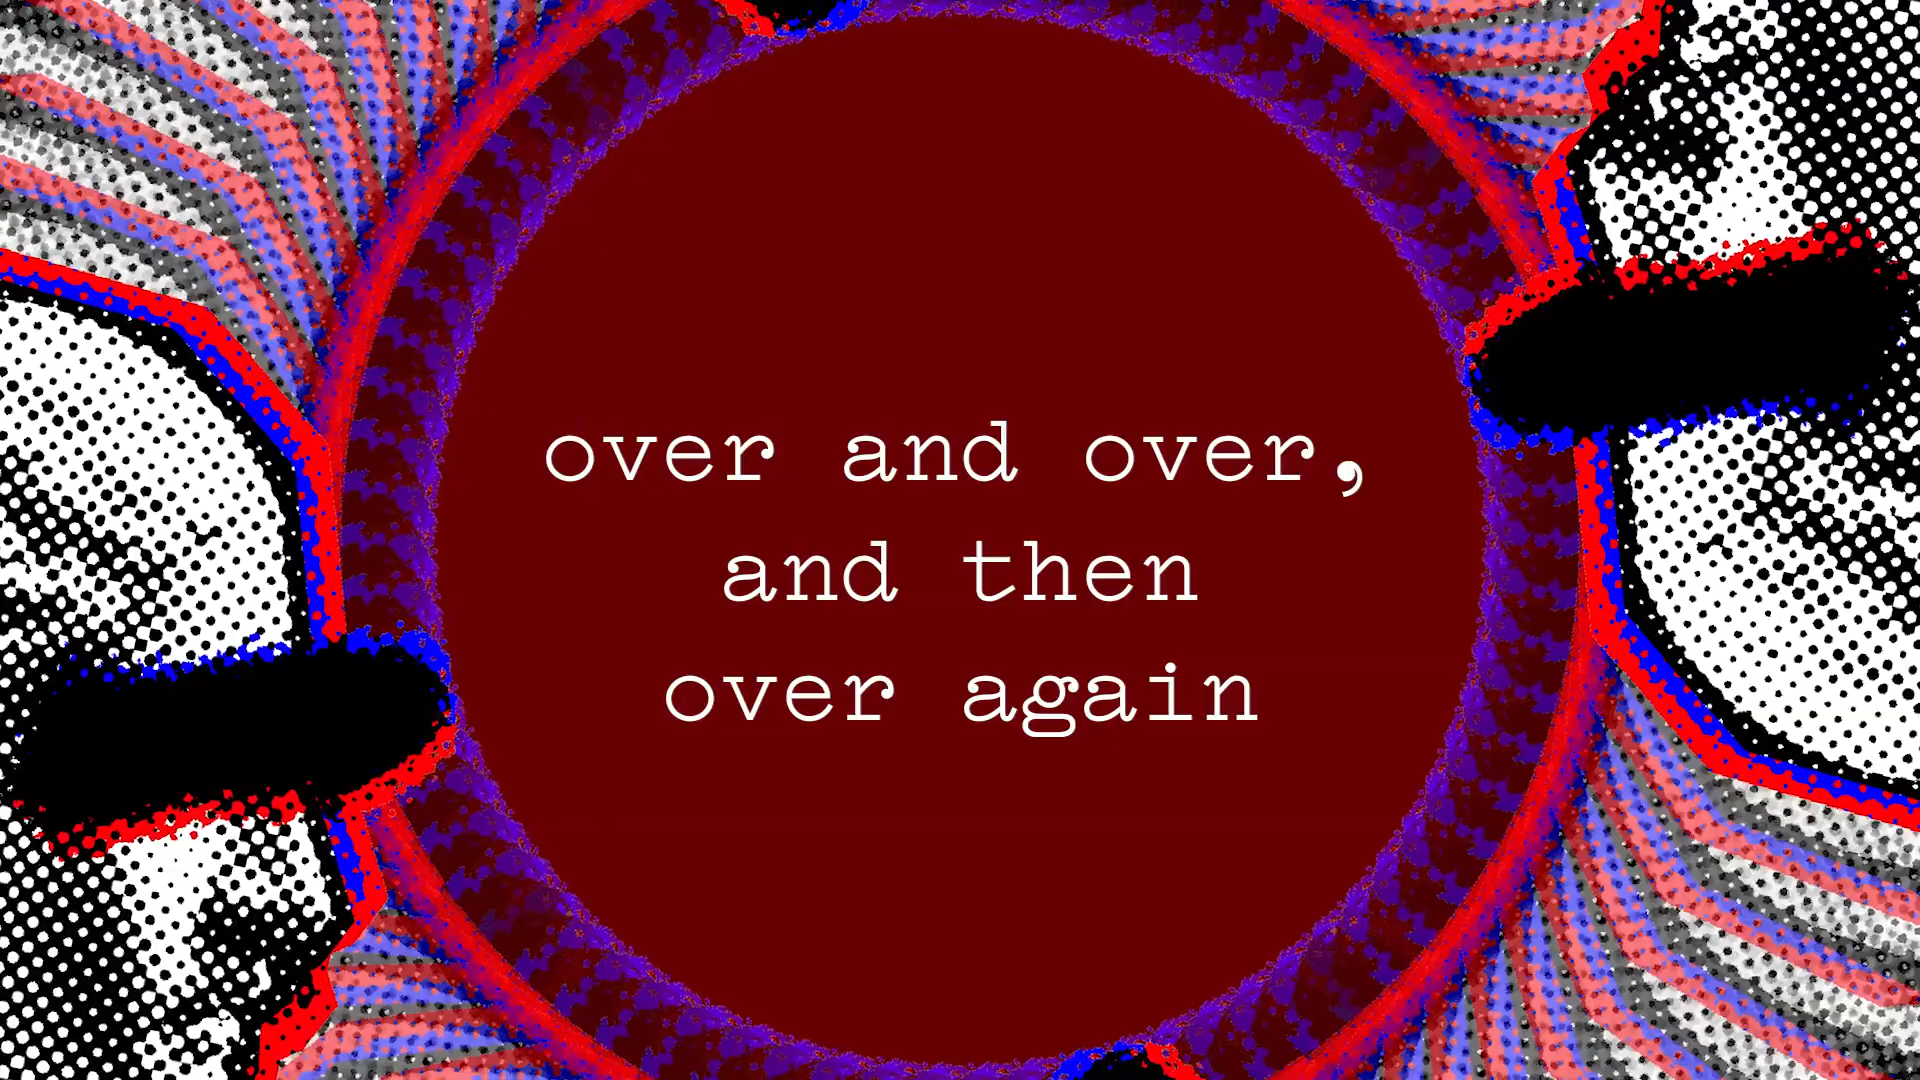 over and over,
and then
over again